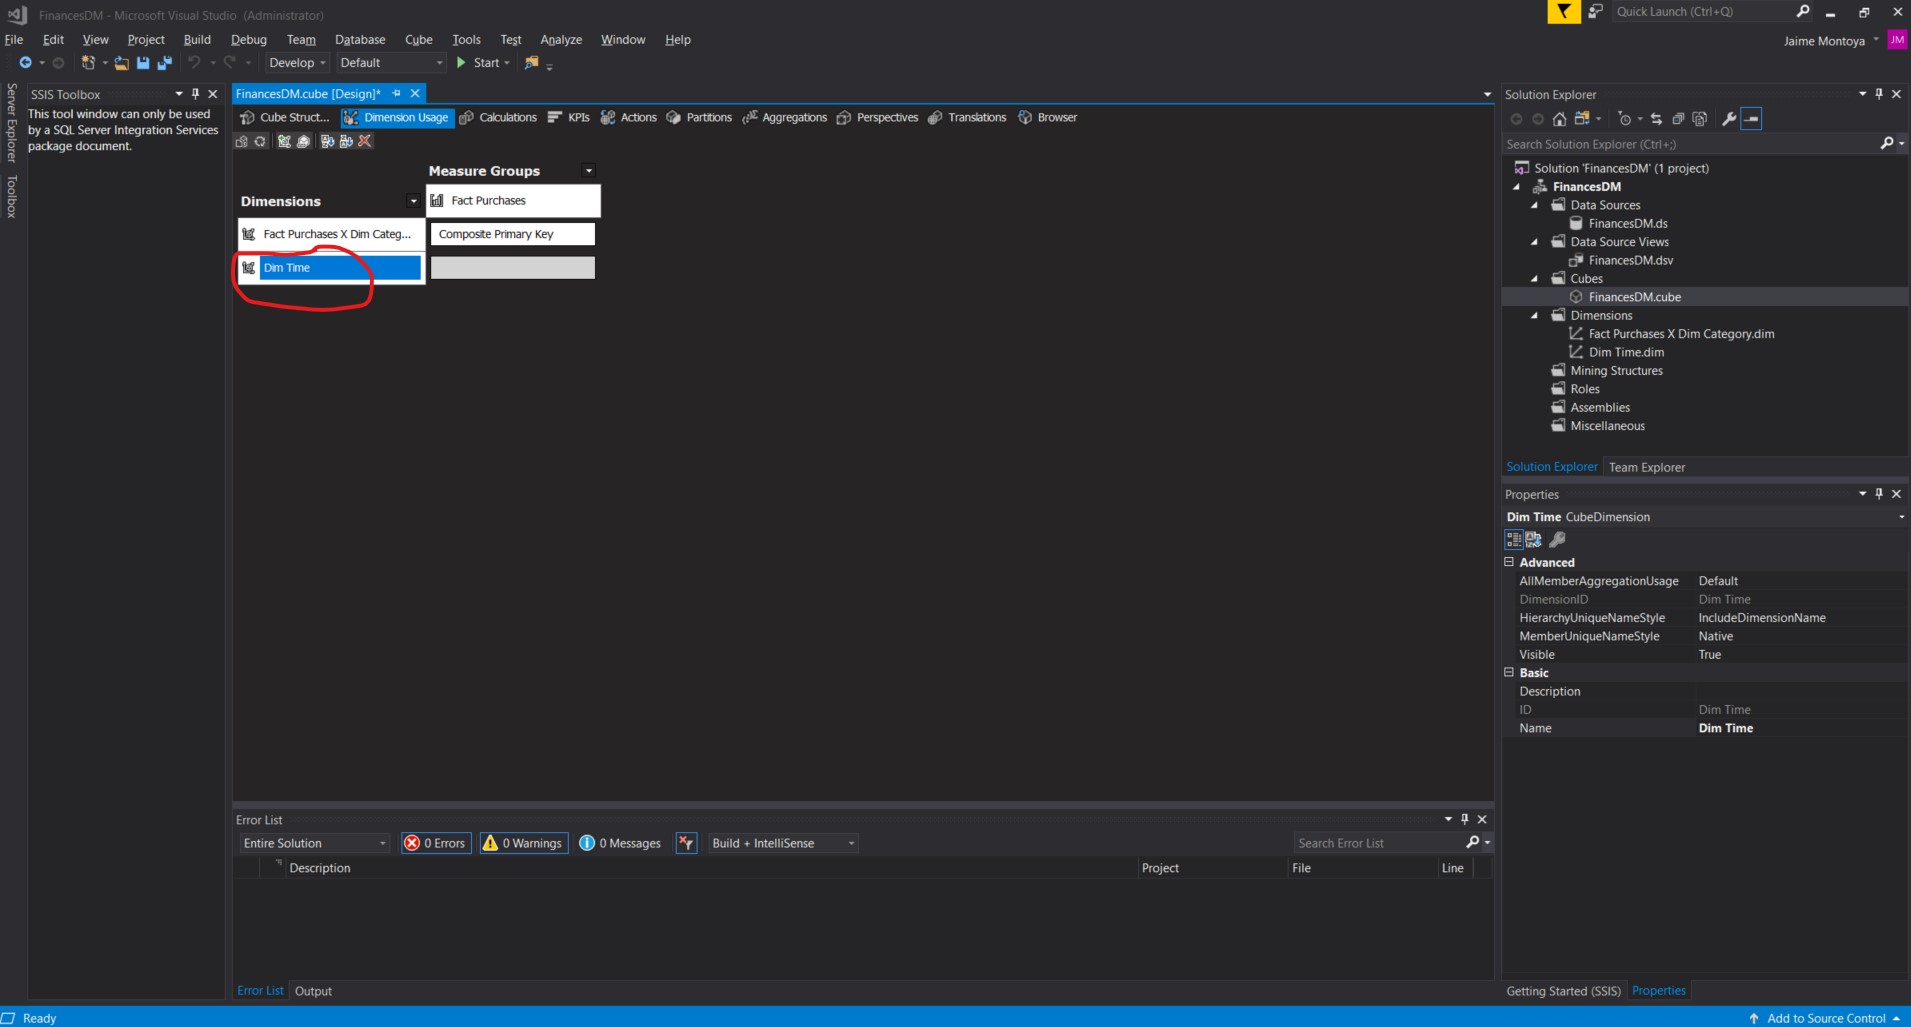 FinancesDM - Microsoft Visual Studio (Administrator)
Quick Launch (Ctrl+Q)
File Edit View Project Build Debug Team Database Cube Tools Test Analyze Window Help
Jaime Montoya JM
Develop Default Start
Server Explorer
Toolbox
SSIS Toolbox
This tool window can only be used
by a SQL Server Integration Services
package document.
FinancesDM.cube [Design]*
Cube Struct... Dimension Usage Calculations KPIs Actions Partitions Aggregations Perspectives Translations Browser
Measure Groups
Dimensions
Fact Purchases
Fact Purchases X Dim Categ... Composite Primary Key
Dim Time
Error List
Entire Solution 0 Errors 0 Warnings 0 Messages Build + IntelliSense Search Error List
Description Project File Line
Error List Output
Solution Explorer
Search Solution Explorer (Ctrl+;)
Solution 'FinancesDM' (1 project)
FinancesDM
Data Sources
FinancesDM.ds
Data Source Views
FinancesDM.dsv
Cubes
FinancesDM.cube
Dimensions
Fact Purchases X Dim Category.dim
Dim Time.dim
Mining Structures
Roles
Assemblies
Miscellaneous
Solution Explorer Team Explorer
Properties
Dim Time CubeDimension
Advanced
AllMemberAggregationUsage Default
DimensionID Dim Time
HierarchyUniqueNameStyle IncludeDimensionName
MemberUniqueNameStyle Native
Visible True
Basic
Description
ID Dim Time
Name Dim Time
Getting Started (SSIS) Properties
Ready
Add to Source Control